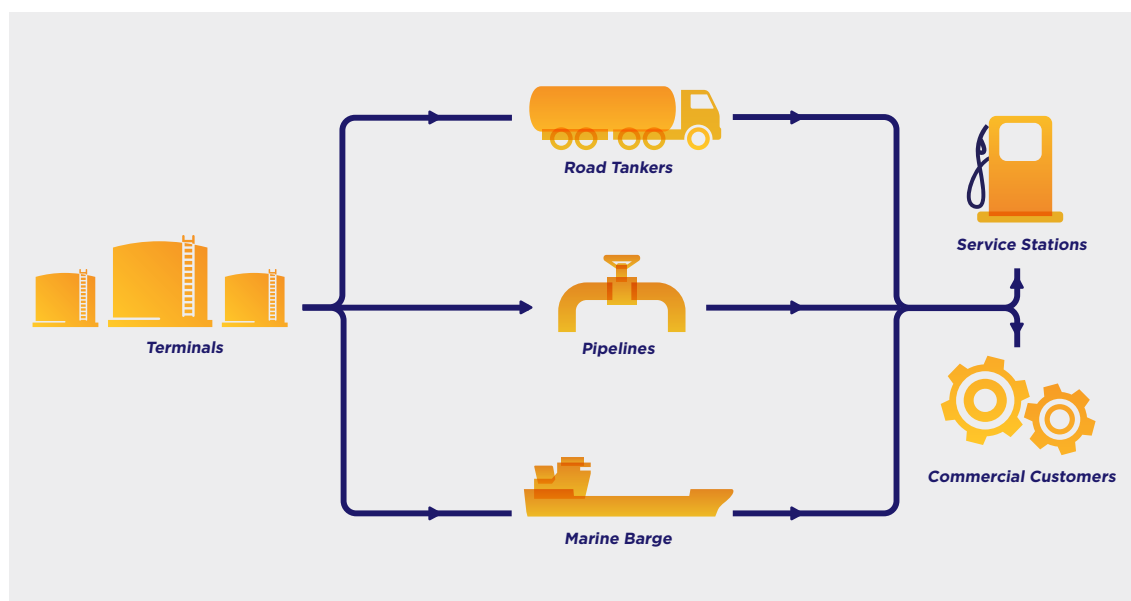 Road Tankers
Service Stations
Terminals
Pipelines
Commercial Customers
Marine Barge